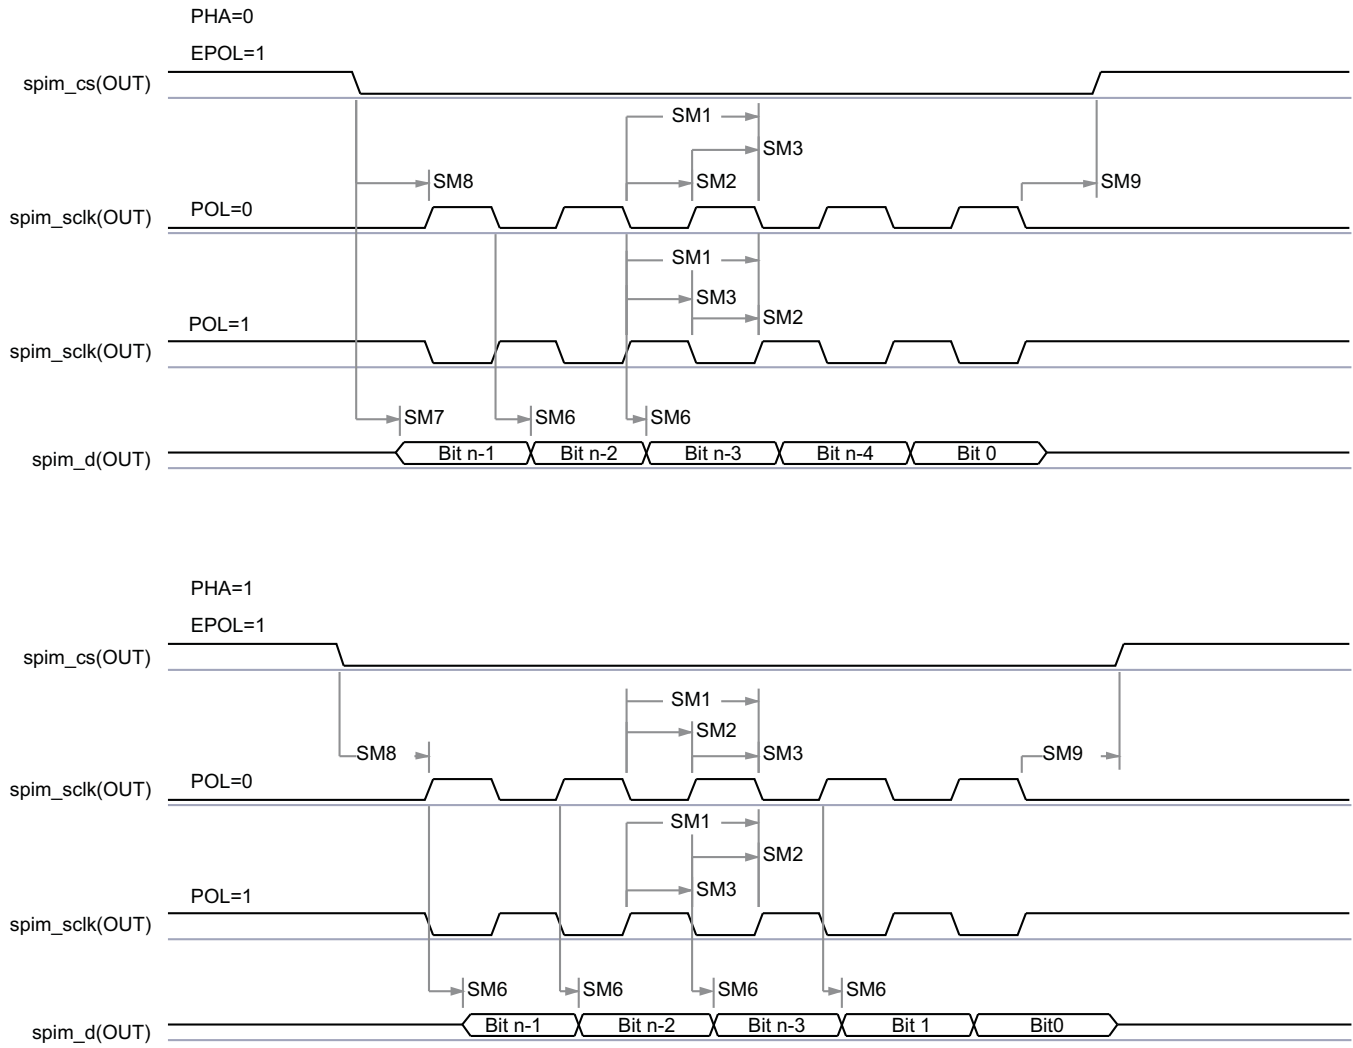 PHA=0
EPOL=1
spim_cs(OUT)
SM1
SM3
SM8
SM2
SM9
POL=0
spim_sclk(OUT)
SM1
SM3
SM2
POL=1
spim_sclk(OUT)
SM7
SM6
SM6
spim_d(OUT)
Bit n-1
Bit n-2
Bit n-3
Bit n-4
Bit 0
PHA=1
EPOL=1
spim_cs(OUT)
SM1
SM2
SM8
SM3
SM9
POL=0
spim_sclk(OUT)
SM1
SM2
SM3
POL=1
spim_sclk(OUT)
SM6
SM6
SM6
SM6
spim_d(OUT)
Bit n-1
Bit n-2
Bit n-3
Bit 1
Bit0